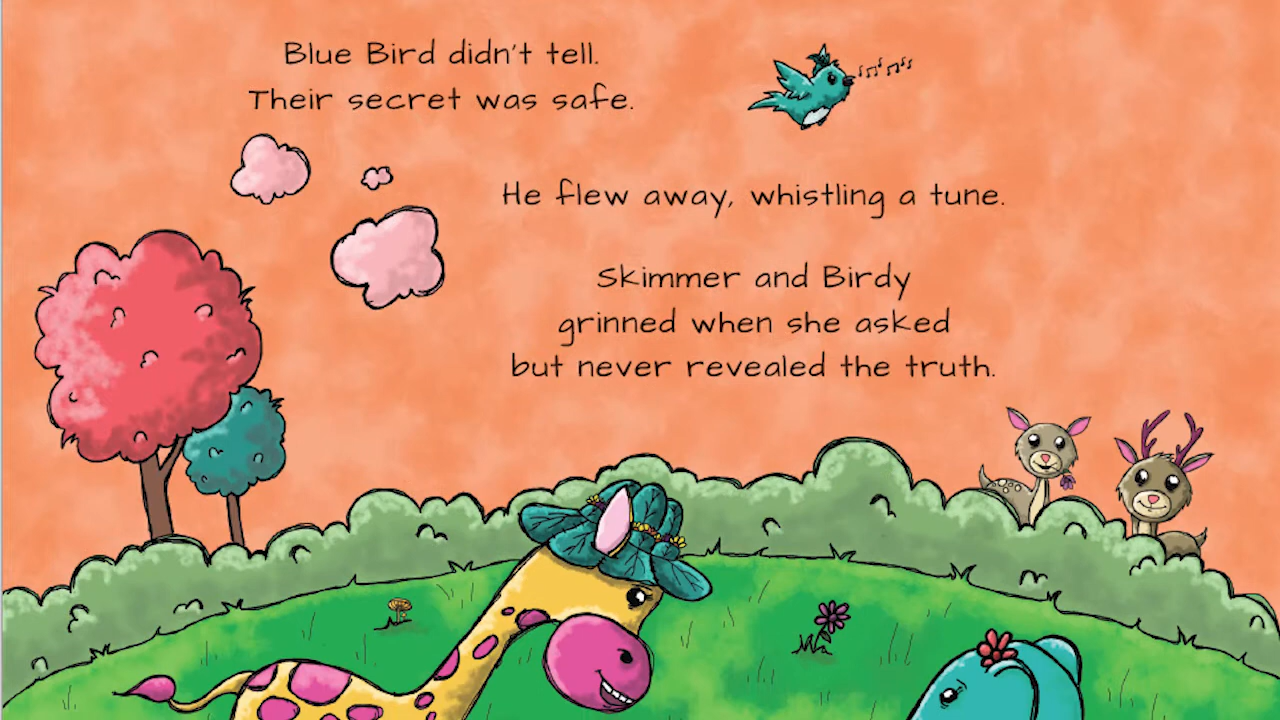 Blue Bird didn't tell.
Their secret was safe.
He flew away, whistling a tune.
Skimmer and Birdy
grinned when she asked
but never revealed the truth.